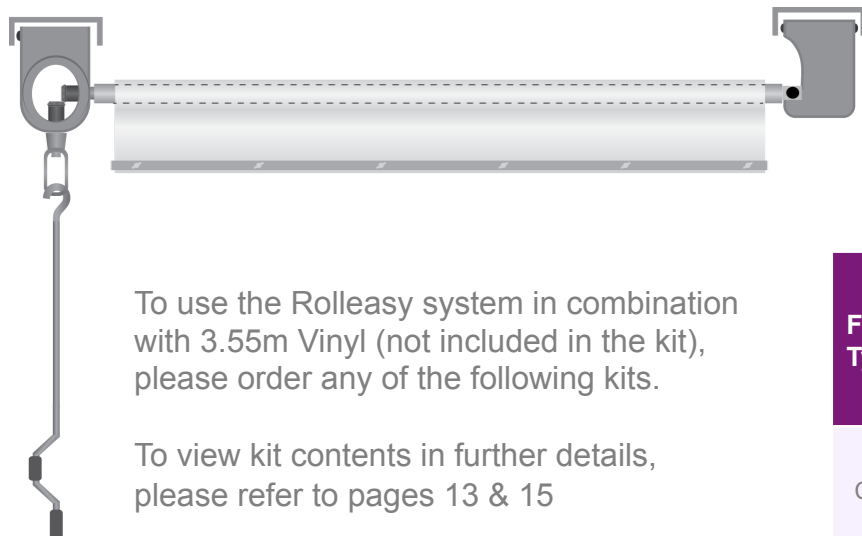 To use the Rolleasy system in combination
with 3.55m Vinyl (not included in the kit),
please order any of the following kits.
To view kit contents in further details,
please refer to pages 13 & 15